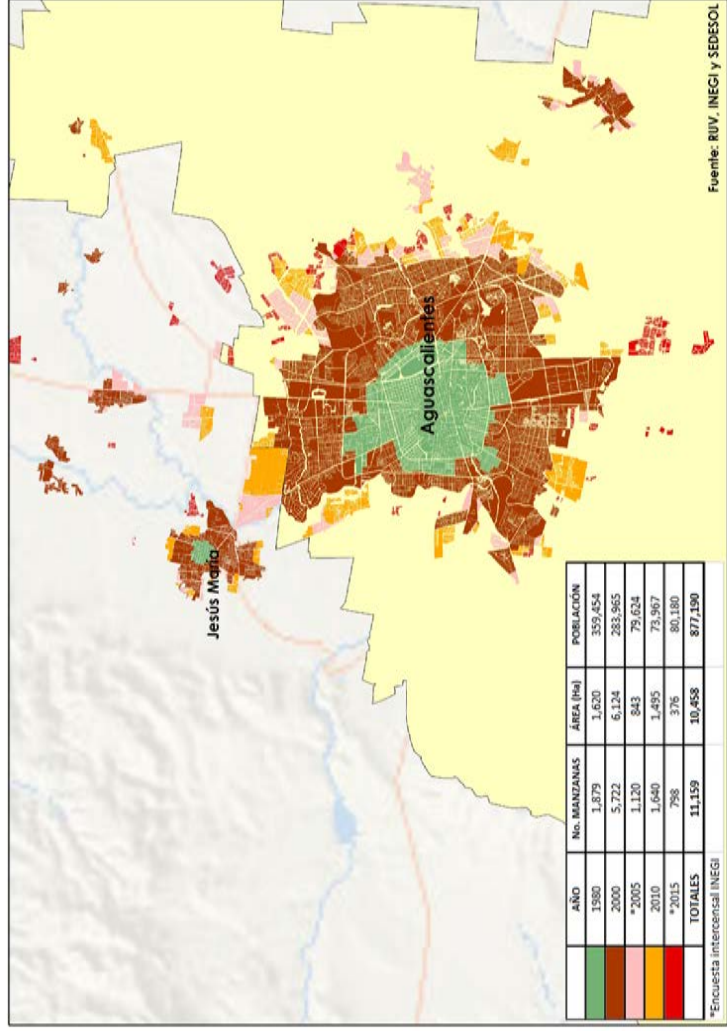 Jesús María
Aguascalientes
AÑO No. MANZANAS ÁREA (Ha) POBLACIÓN
1980 1,879 1,620 359,454
2000 5,722 6,124 283,965
*2005 1,120 843 79,624
2010 1,640 1,495 73,967
*2015 798 376 80,180
TOTALES 11,159 10,458 877,190
*Encuesta intercensal INEGI
Fuente: RUV, INEGI y SEDESOL